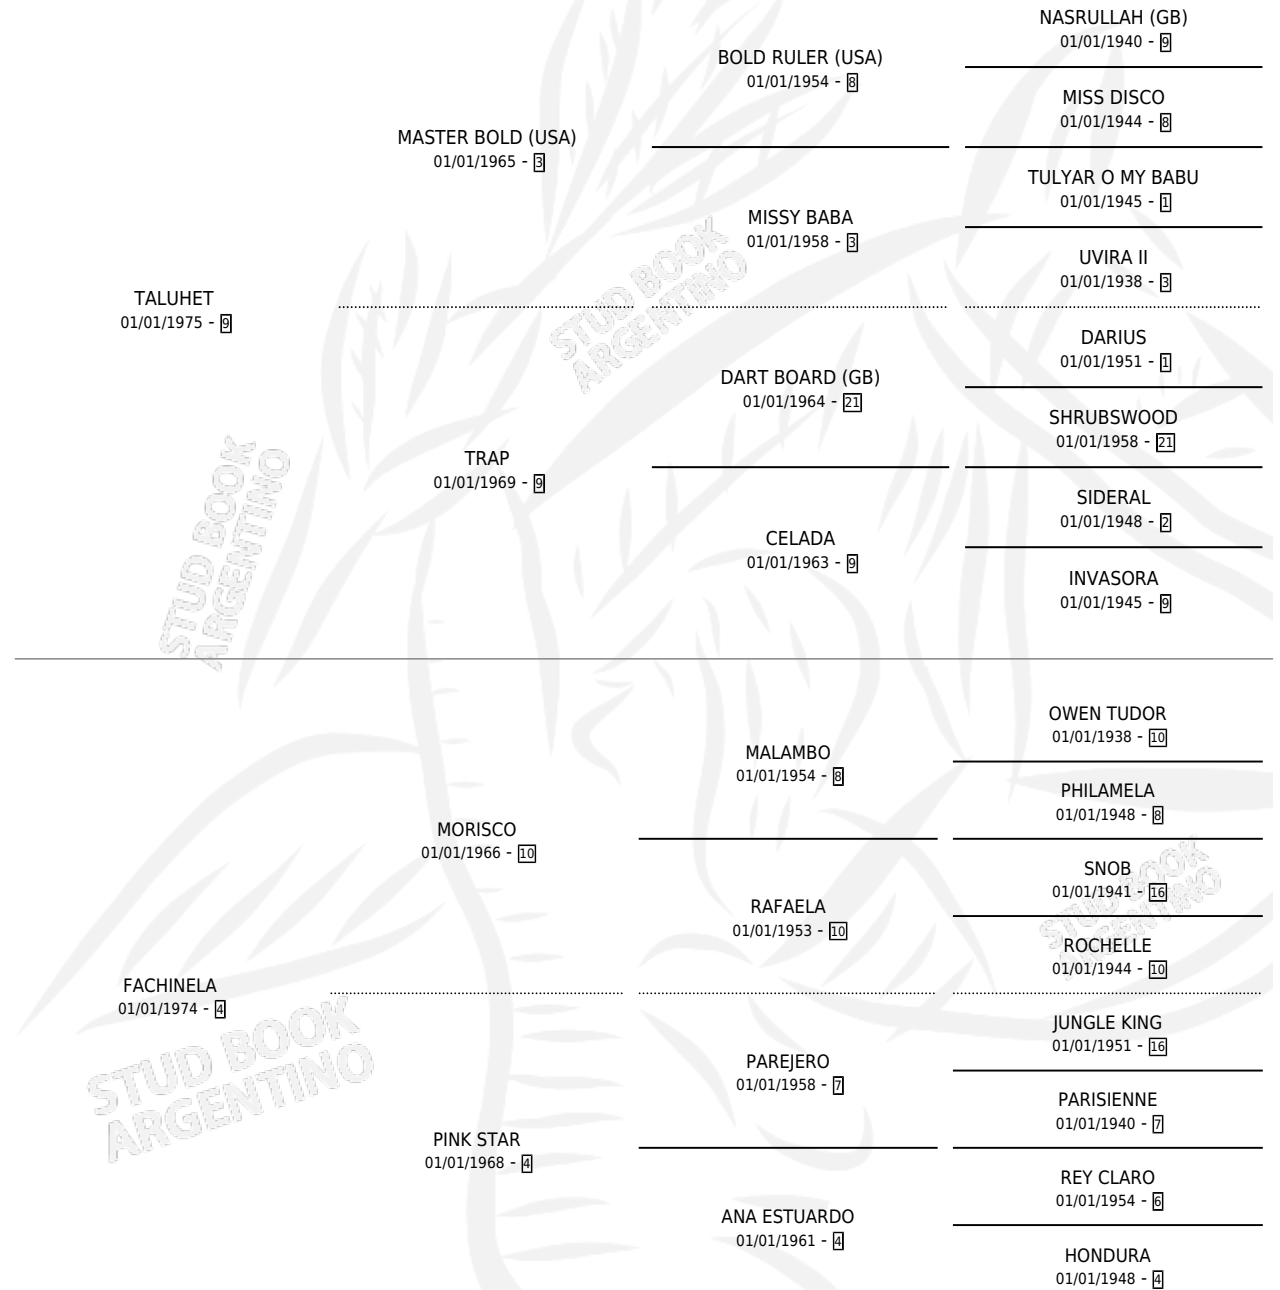 NASRULLAH (GB)
01/01/1940 - 9
BOLD RULER (USA)
01/01/1954 - 8
MISS DISCO
01/01/1944 - 8
MASTER BOLD (USA)
01/01/1965 - 3
TULYAR O MY BABU
01/01/1945 - 1
MISSY BABA
01/01/1958 - 3
UVIRA II
01/01/1938 - 3
TALUHET
01/01/1975 - 9
DARIUS
01/01/1951 - 1
DART BOARD (GB)
01/01/1964 - 21
SHRUBSWOOD
01/01/1958 - 21
TRAP
01/01/1969 - 9
SIDERAL
01/01/1948 - 2
CELADA
01/01/1963 - 9
INVASORA
01/01/1945 - 9
OWEN TUDOR
01/01/1938 - 10
MALAMBO
01/01/1954 - 8
PHILAMELA
01/01/1948 - 8
MORISCO
01/01/1966 - 10
SNOB
01/01/1941 - 16
RAFAELA
01/01/1953 - 10
ROCHELLE
01/01/1944 - 10
FACHINELA
01/01/1974 - 4
JUNGLE KING
01/01/1951 - 16
PAREJERO
01/01/1958 - 7
PARISIENNE
01/01/1940 - 7
PINK STAR
01/01/1968 - 4
REY CLARO
01/01/1954 - 6
ANA ESTUARDO
01/01/1961 - 4
HONDURA
01/01/1948 - 4
STUD BOOK
ARGENTINO
STUD BOOK
ARGENTINO
STUD BOOK
ARGENTINO
STUD BOOK
ARGENTINO